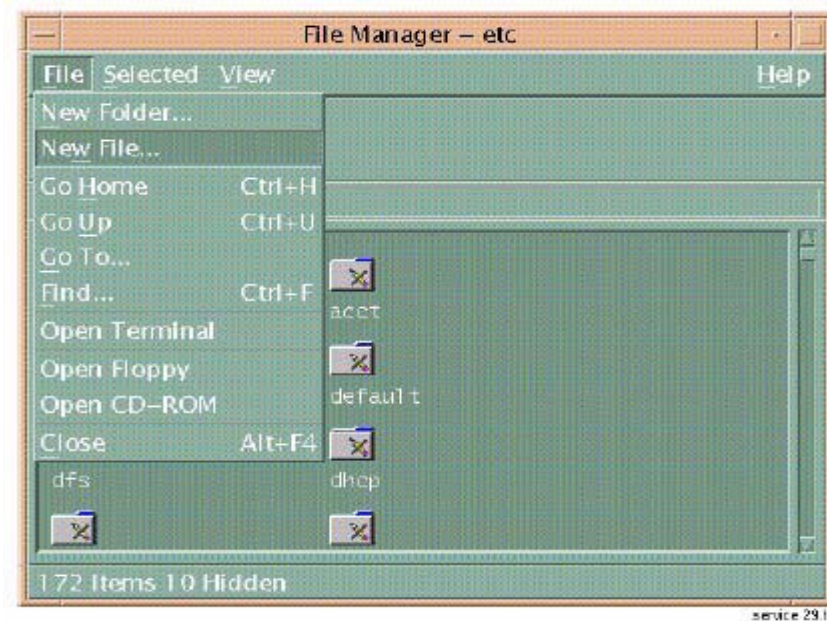 File Manager – etc
File Selected View Help
New Folder...
New File...
Go Home Ctrl+H
Go Up Ctrl+U
Go To...
Find... Ctrl+F
acct
Open Terminal
Open Floppy
default
Open CD–ROM
Close Alt+F4
dfs dhcp
172 Items 10 Hidden
service 29.